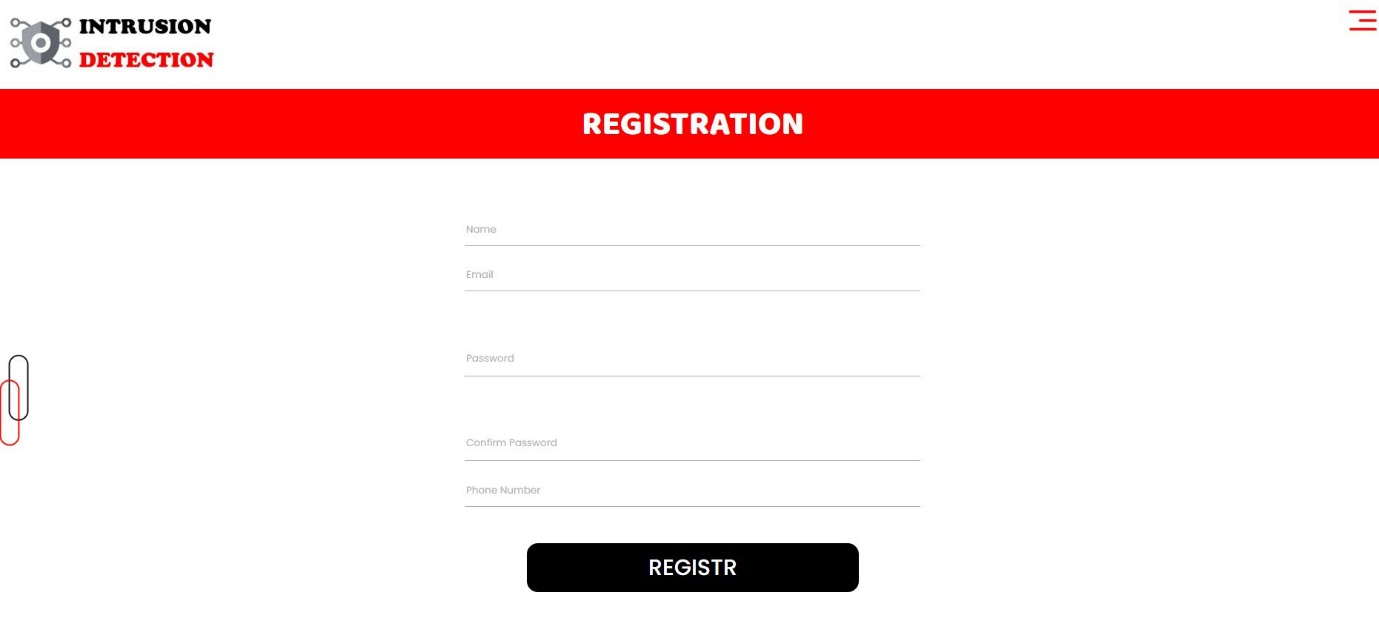 INTRUSION
DETECTION
REGISTRATION
Name
Email
Password
Confirm Password
Phone Number
REGISTR